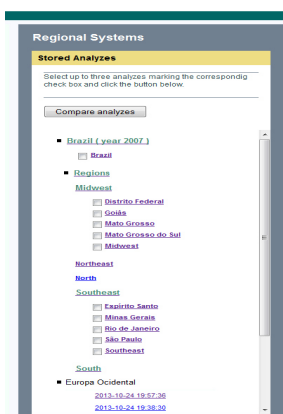 Regional Systems
Stored Analyzes
Select up to three analyzes marking the correspondig
check box and click the button below.
Compare analyzes
Brazil ( year 2007 )
Brazil
Regions
Midwest
Distrito Federal
Goiás
Mato Grosso
Mato Grosso do Sul
Midwest
Northeast
North
Southeast
Espirito Santo
Minas Gerais
Rio de Janeiro
São Paulo
Southeast
South
Europa Ocidental
2013-10-24 19:57:36
2013-10-24 19:38:30